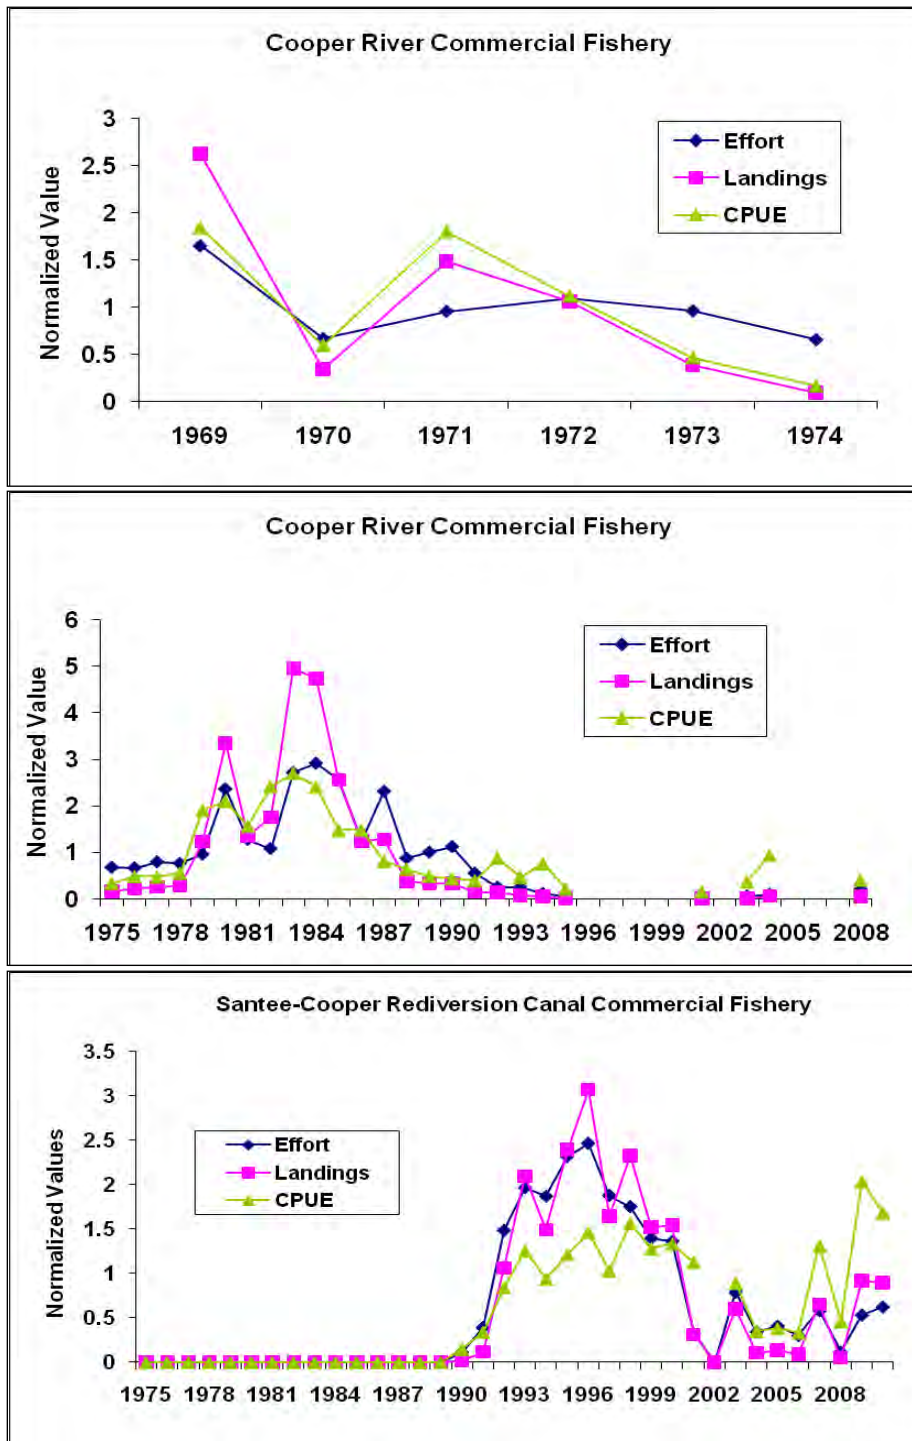 Cooper River Commercial Fishery
Normalized Value
3
2.5
2
1.5
1
0.5
0
Effort
Landings
CPUE
1969 1970 1971 1972 1973 1974
Cooper River Commercial Fishery
Normalized Value
6
5
4
3
2
1
0
Effort
Landings
CPUE
1975 1978 1981 1984 1987 1990 1993 1996 1999 2002 2005 2008
Santee-Cooper Rediversion Canal Commercial Fishery
Normalized Values
3.5
3
2.5
2
1.5
1
0.5
0
Effort
Landings
CPUE
1975 1978 1981 1984 1987 1990 1993 1996 1999 2002 2005 2008